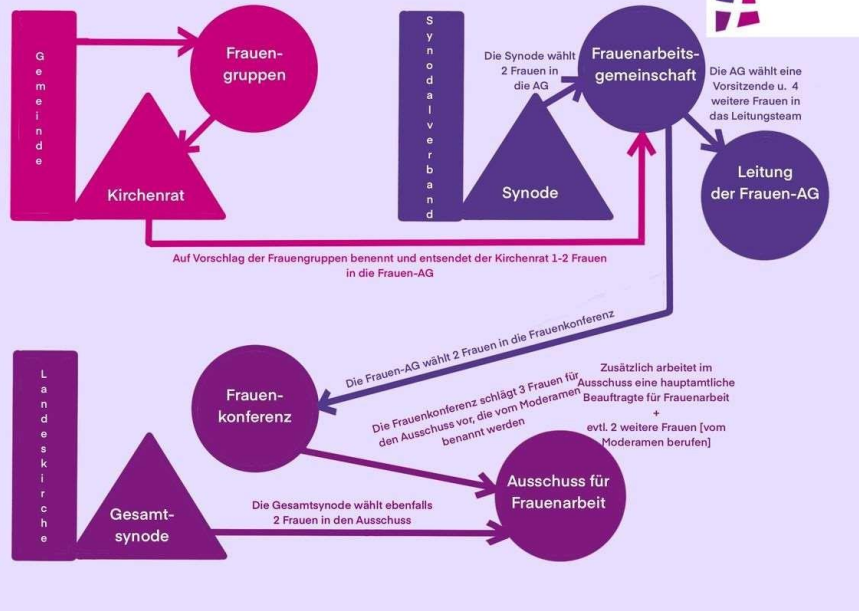 Gemeinde
Frauen-
gruppen
Kirchenrat
Auf Vorschlag der Frauengruppen benennt und entsendet der Kirchenrat 1-2 Frauen
in die Frauen-AG
Synodalverband
Die Synode wählt
2 Frauen in
die AG
Frauenarbeits-
gemeinschaft
Synode
Die AG wählt eine
Vorsitzende u. 4
weitere Frauen in
das Leitungsteam
Leitung
der Frauen-AG
Die Frauen-AG wählt 2 Frauen in die Frauenkonferenz
Landeskirche
Frauen-
konferenz
Die Frauenkonferenz schlägt 3 Frauen für
den Ausschuss vor, die vom Moderamen
benannt werden
Zusätzlich arbeitet im
Ausschuss eine hauptamtliche
Beauftragte für Frauenarbeit
+
evtl. 2 weitere Frauen [vom
Moderamen berufen]
Gesamt-
synode
Die Gesamtsynode wählt ebenfalls
2 Frauen in den Ausschuss
Ausschuss für
Frauenarbeit